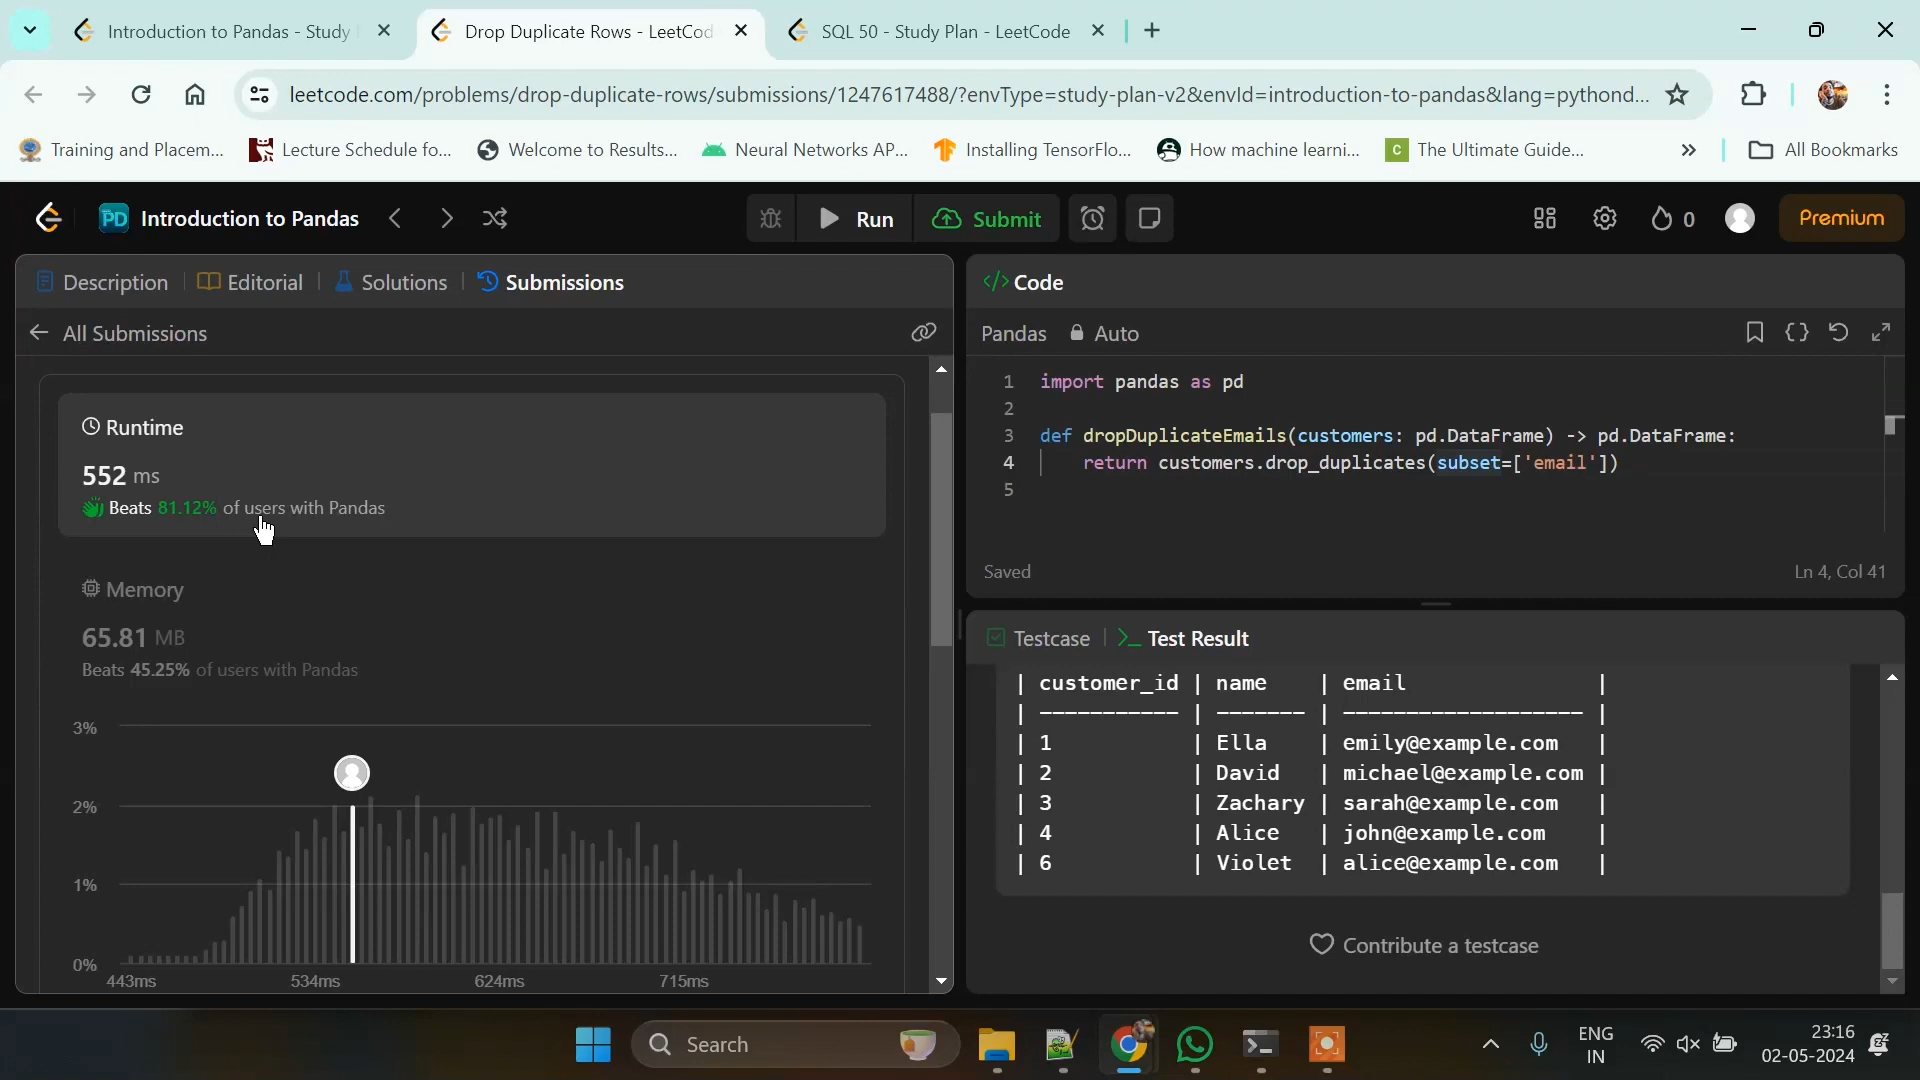 Introduction to Pandas - Study
Drop Duplicate Rows - LeetCod
SQL 50 - Study Plan - LeetCode
leetcode.com/problems/drop-duplicate-rows/submissions/1247617488/?envType=study-plan-v2&envId=introduction-to-pandas&lang=pythond...
Training and Placem...
Lecture Schedule fo...
Welcome to Results...
Neural Networks AP...
Installing TensorFlo...
How machine learni...
C The Ultimate Guide...
» All Bookmarks
PD Introduction to Pandas
Run
Submit
0
Premium
Description
Editorial
Solutions
Submissions
All Submissions
Runtime
552 ms
Beats 81.12% of users with Pandas
Memory
65.81 MB
Beats 45.25% of users with Pandas
3%
2%
1%
0%
443ms 534ms 624ms 715ms
</> Code
Pandas Auto
1 import pandas as pd
2
3 def dropDuplicateEmails(customers: pd.DataFrame) -> pd.DataFrame:
4 return customers.drop_duplicates(subset=['email'])
5
Saved
Ln 4, Col 41
Testcase
>_ Test Result
| customer_id | name | email |
| ----------- | ------- | ------------------- |
| 1 | Ella | emily@example.com |
| 2 | David | michael@example.com |
| 3 | Zachary | sarah@example.com |
| 4 | Alice | john@example.com |
| 6 | Violet | alice@example.com |
Contribute a testcase
Search
ENG
IN
23:16
02-05-2024